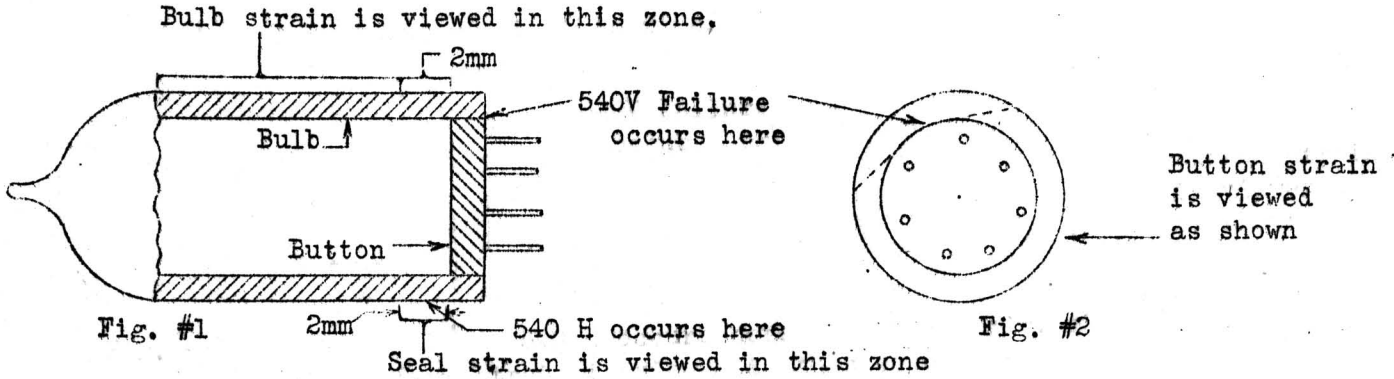 Bulb strain is viewed in this zone.
2mm
540V Failure
occurs here
Bulb
Button strain
is viewed
as shown
Button
Fig. #1
2mm
540 H occurs here
Fig. #2
Seal strain is viewed in this zone